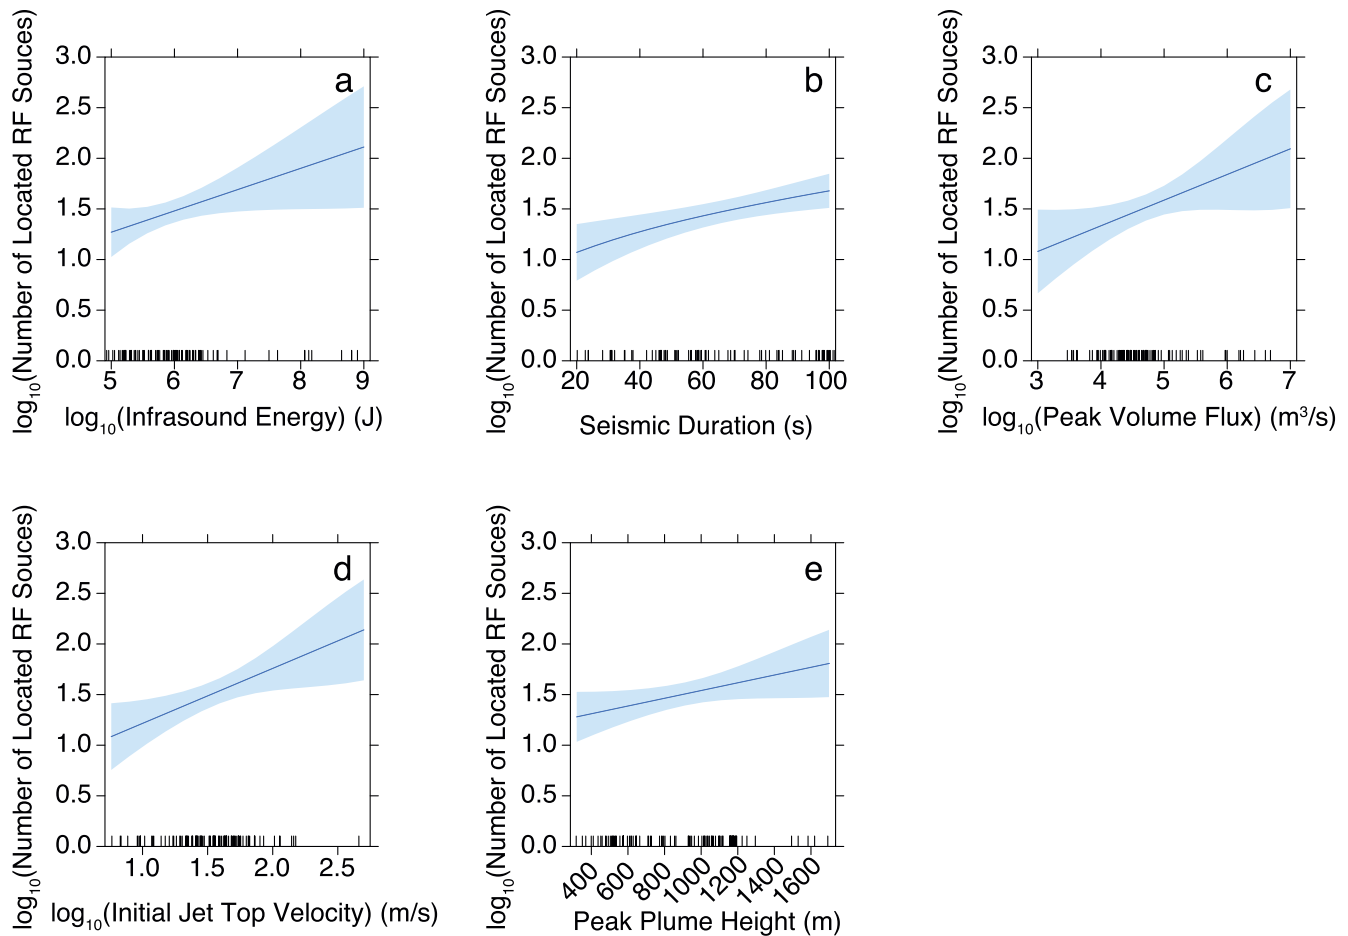 log10(Number of Located RF Souces)
3.0
2.5
2.0
1.5
1.0
0.5
0.0
a
5 6 7 8 9
log10(Infrasound Energy) (J)
log10(Number of Located RF Souces)
3.0
2.5
2.0
1.5
1.0
0.5
0.0
b
20 40 60 80 100
Seismic Duration (s)
log10(Number of Located RF Souces)
3.0
2.5
2.0
1.5
1.0
0.5
0.0
c
3 4 5 6 7
log10(Peak Volume Flux) (m3/s)
log10(Number of Located RF Souces)
3.0
2.5
2.0
1.5
1.0
0.5
0.0
d
1.0 1.5 2.0 2.5
log10(Initial Jet Top Velocity) (m/s)
log10(Number of Located RF Souces)
3.0
2.5
2.0
1.5
1.0
0.5
0.0
e
400 600 800 1000 1200 1400 1600
Peak Plume Height (m)